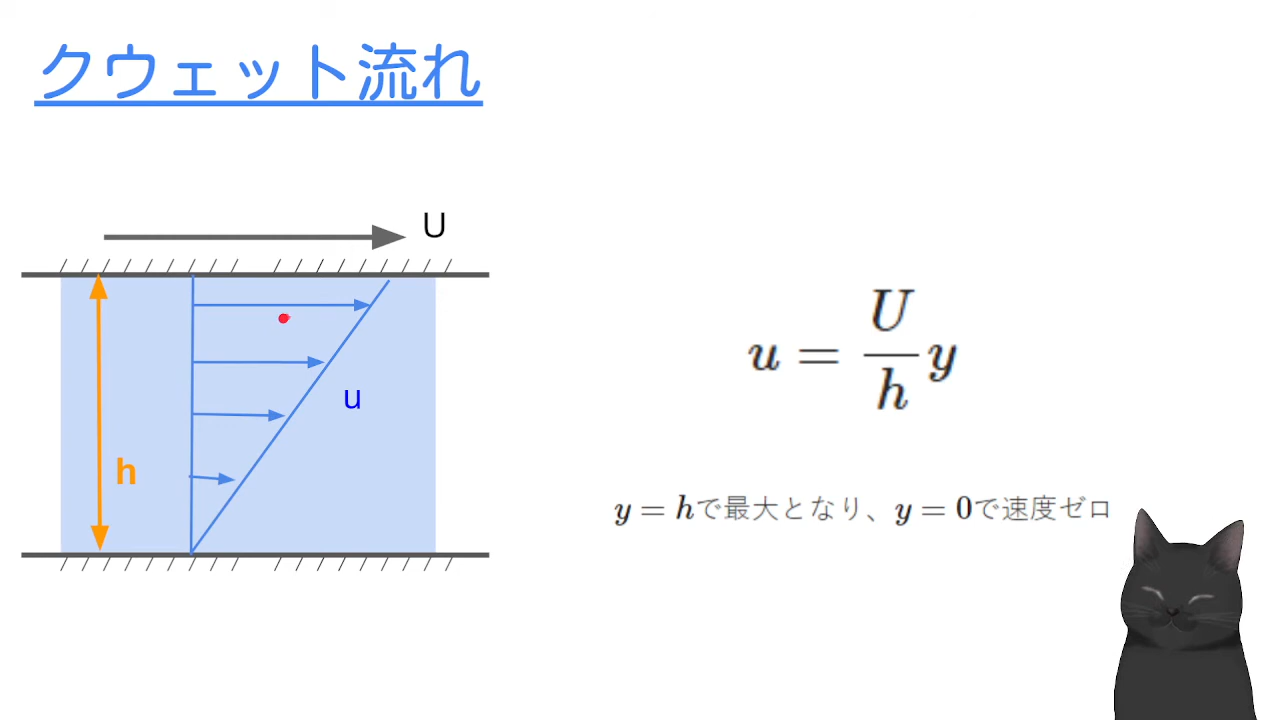 クウェット流れ
U
u
h
u = \frac{U}{h} y
y = hで最大となり、y = 0で速度ゼロ